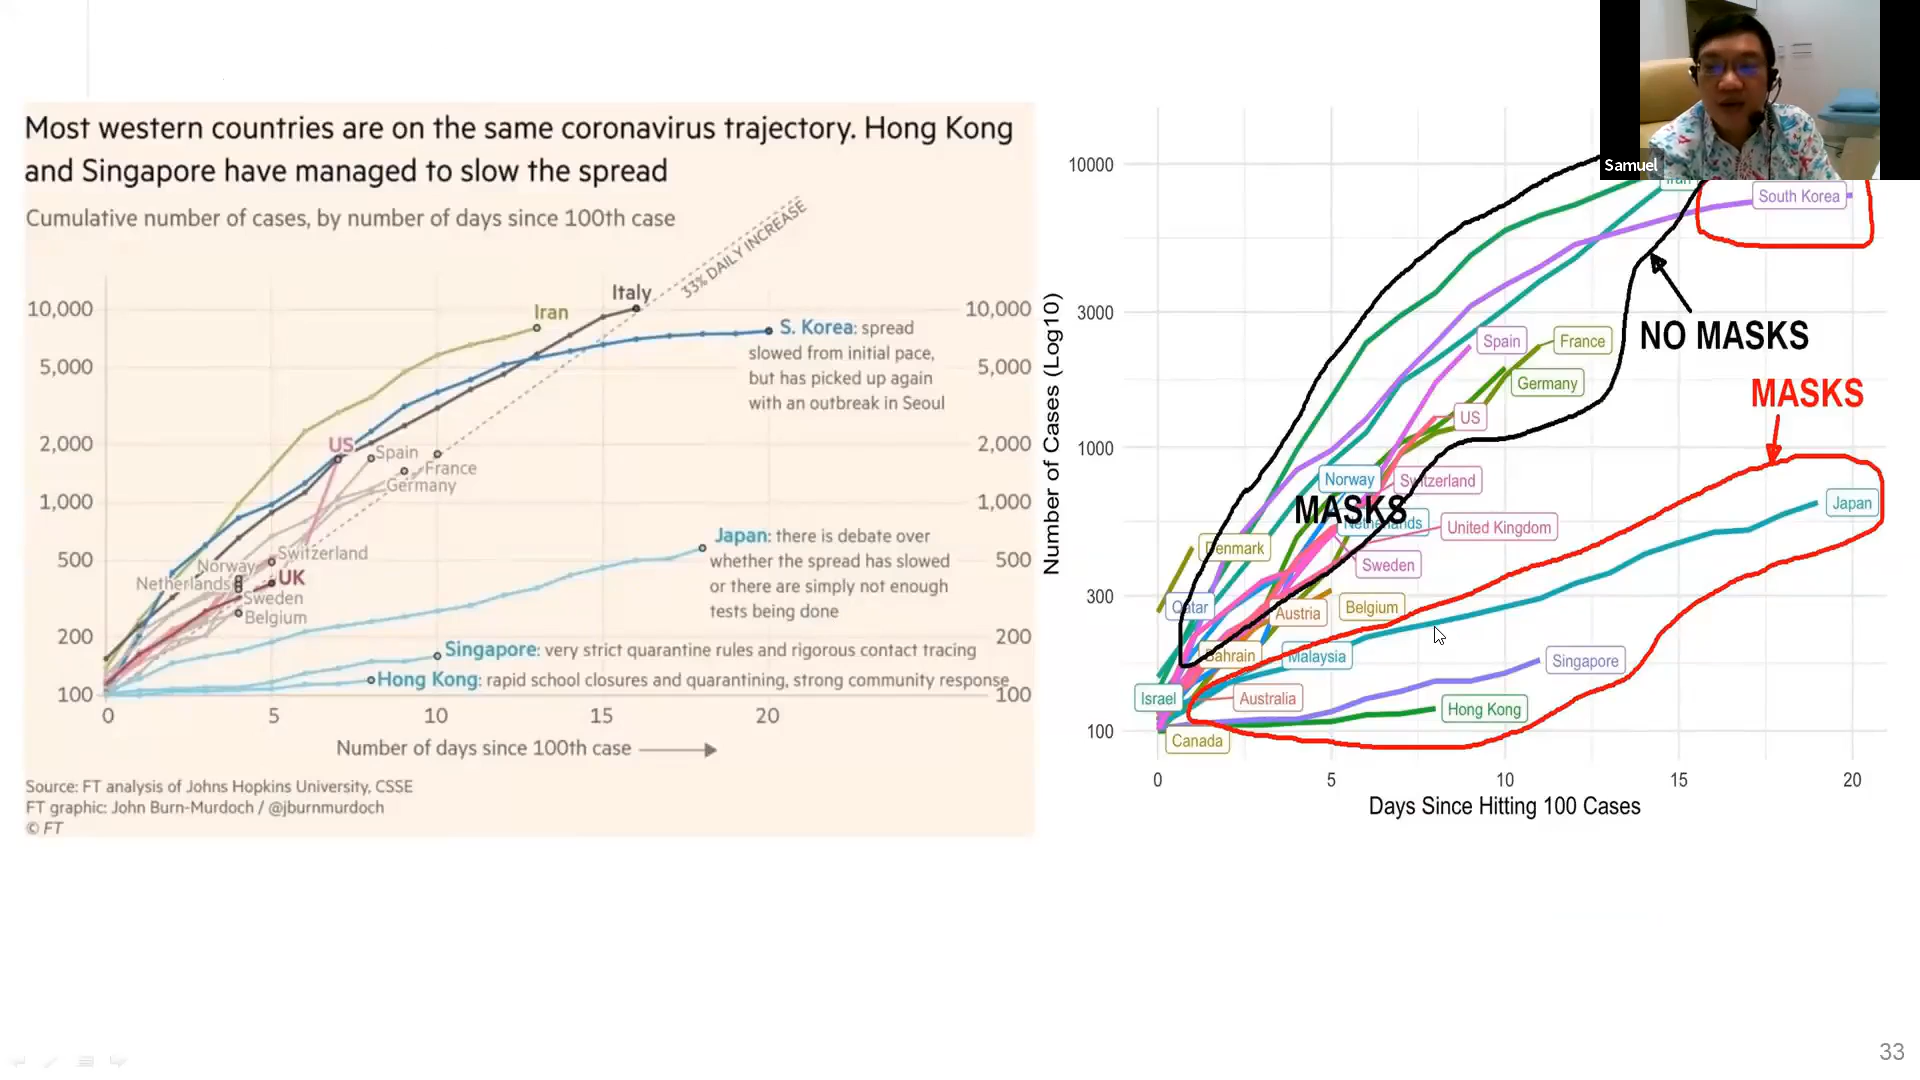 Most western countries are on the same coronavirus trajectory. Hong Kong
and Singapore have managed to slow the spread
Cumulative number of cases, by number of days since 100th case
33% DAILY INCREASE
Italy
Iran
10,000
10,000
S. Korea: spread
slowed from initial pace,
but has picked up again
with an outbreak in Seoul
5,000
5,000
US
Spain
France
Germany
2,000
2,000
1,000
1,000
Japan: there is debate over
whether the spread has slowed
or there are simply not enough
tests being done
Switzerland
Norway
Netherlands
UK
Sweden
Belgium
500
500
200
200
Singapore: very strict quarantine rules and rigorous contact tracing
Hong Kong: rapid school closures and quarantining, strong community response
100
100
0
5
10
15
20
Number of days since 100th case
Source: FT analysis of Johns Hopkins University, CSSE
FT graphic: John Burn-Murdoch / @jburnmurdoch
© FT
Samuel
Number of Cases (Log10)
10000
3000
1000
300
100
Iran
South Korea
NO MASKS
MASKS
Spain
France
Germany
US
Norway
Switzerland
MASKS
Netherlands
United Kingdom
Japan
Denmark
Sweden
Qatar
Austria
Belgium
Bahrain
Malaysia
Singapore
Israel
Australia
Hong Kong
Canada
0
5
10
15
20
Days Since Hitting 100 Cases
33